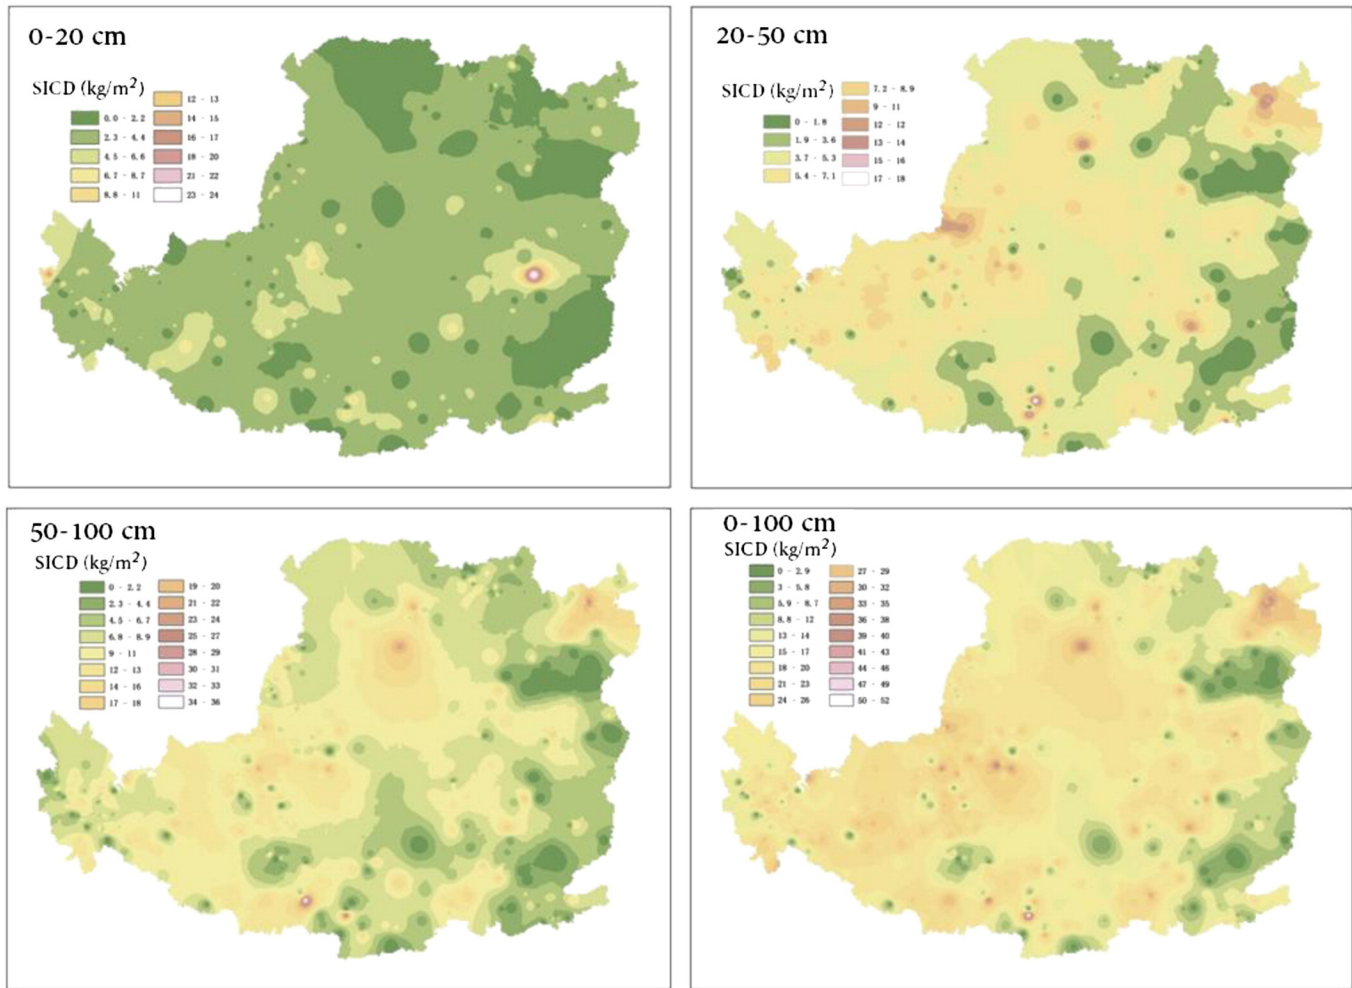 0-20 cm
SICD (kg/m²)
0.0 - 2.2
2.3 - 4.4
4.5 - 6.6
6.7 - 8.7
8.8 - 11
12 - 13
14 - 15
16 - 17
18 - 20
21 - 22
23 - 24
20-50 cm
SICD (kg/m²)
0 - 1.8
1.9 - 3.6
3.7 - 5.3
5.4 - 7.1
7.2 - 8.9
9 - 11
12 - 12
13 - 14
15 - 16
17 - 18
50-100 cm
SICD (kg/m²)
0 - 2.2
2.3 - 4.4
4.5 - 6.7
6.8 - 8.9
9 - 11
12 - 13
14 - 16
17 - 18
19 - 20
21 - 22
23 - 24
25 - 27
28 - 29
30 - 31
32 - 33
34 - 36
0-100 cm
SICD (kg/m²)
0 - 2.9
3 - 5.8
5.9 - 8.7
8.8 - 12
13 - 14
15 - 17
18 - 20
21 - 23
24 - 26
27 - 29
30 - 32
33 - 35
36 - 38
39 - 40
41 - 43
44 - 46
47 - 49
50 - 52